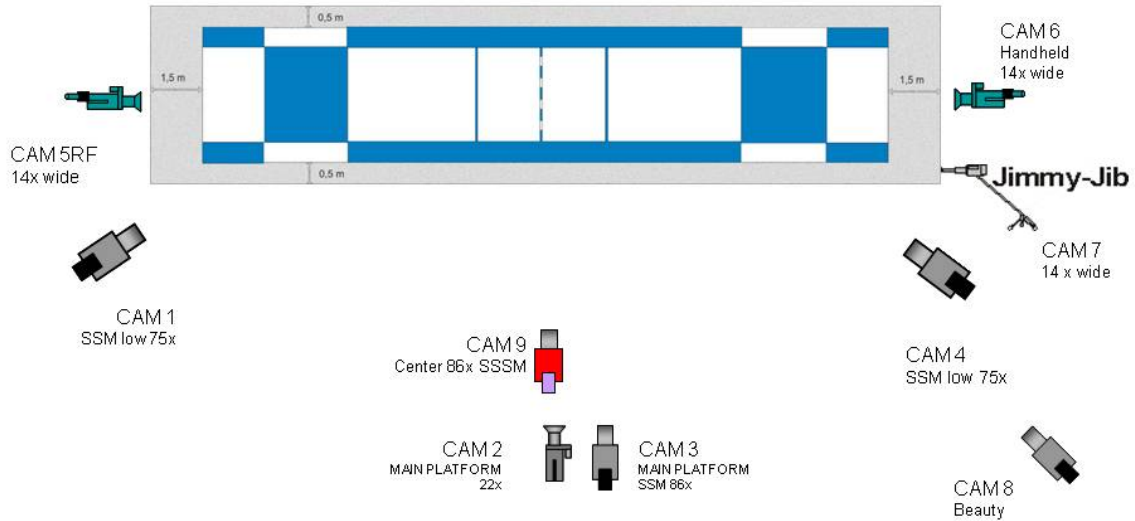 0,5 m
CAM 6
Handheld
14x wide
1,5 m
1,5 m
CAM 5RF
14x wide
0,5 m
Jimmy-Jib
CAM 7
14 x wide
CAM 1
SSM low 75x
CAM 9
Center 86x SSSM
CAM 4
SSM low 75x
CAM 2
MAIN PLATFORM
22x
CAM 3
MAIN PLATFORM
SSM 86x
CAM 8
Beauty